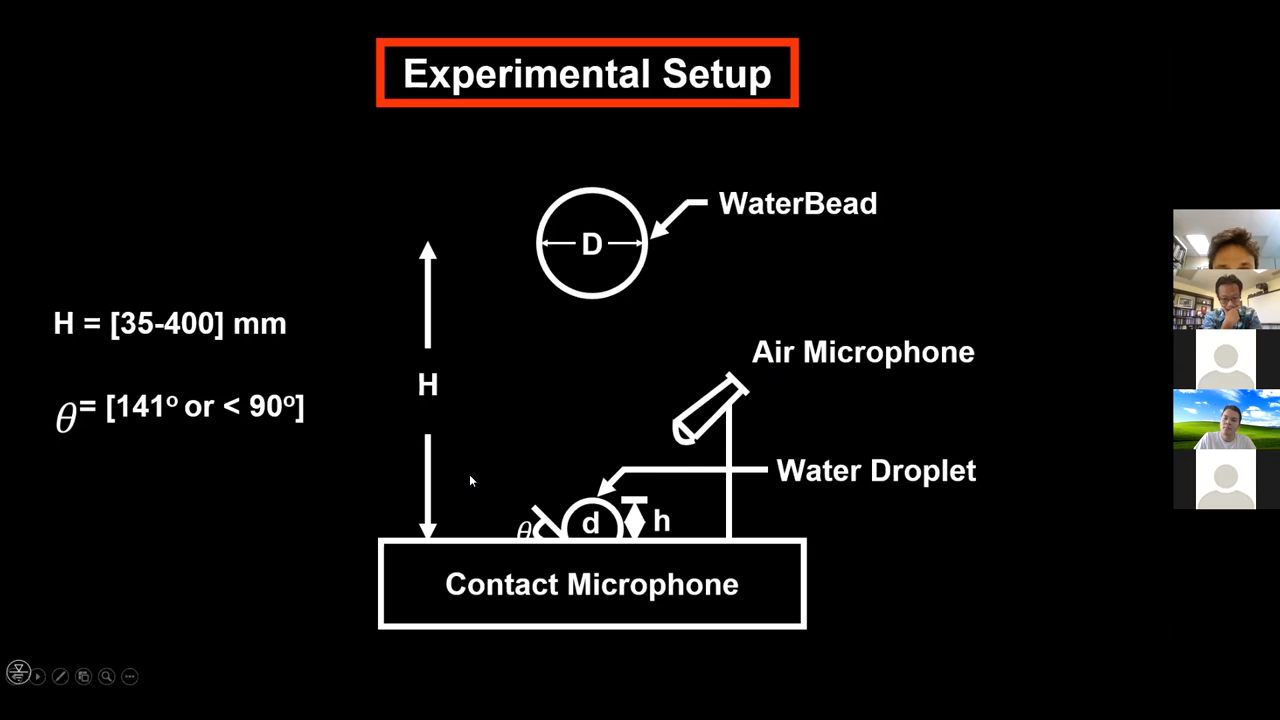 Experimental Setup
WaterBead
D
H = [35-400] mm
Air Microphone
H
θ = [141º or < 90º]
Water Droplet
θ
d
h
Contact Microphone